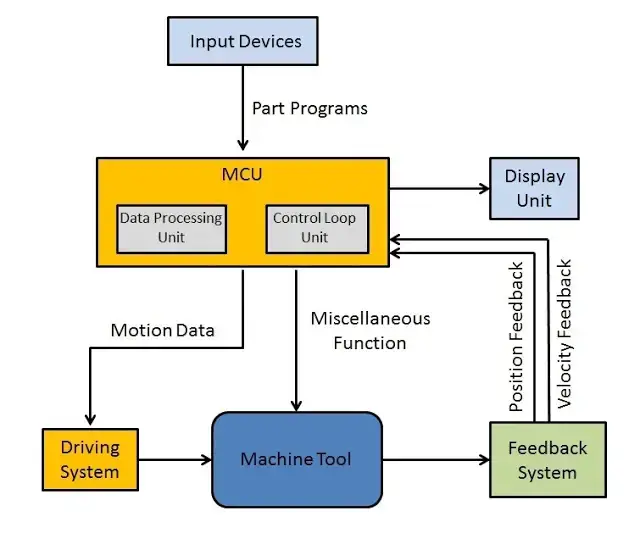 Input Devices
Part Programs
MCU
Data Processing
Unit
Control Loop
Unit
Display
Unit
Position Feedback
Velocity Feedback
Motion Data
Miscellaneous
Function
Driving
System
Machine Tool
Feedback
System